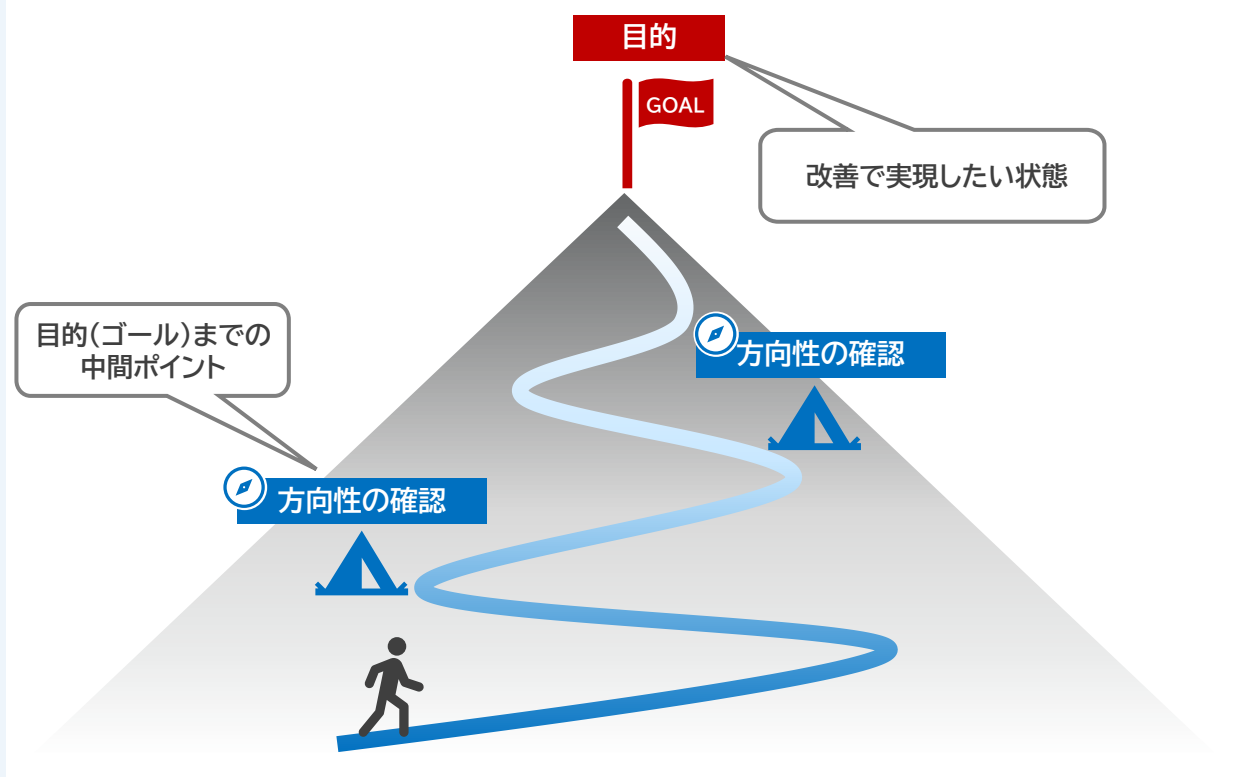 目的
GOAL
改善で実現したい状態
目的(ゴール)までの
中間ポイント
方向性の確認
方向性の確認